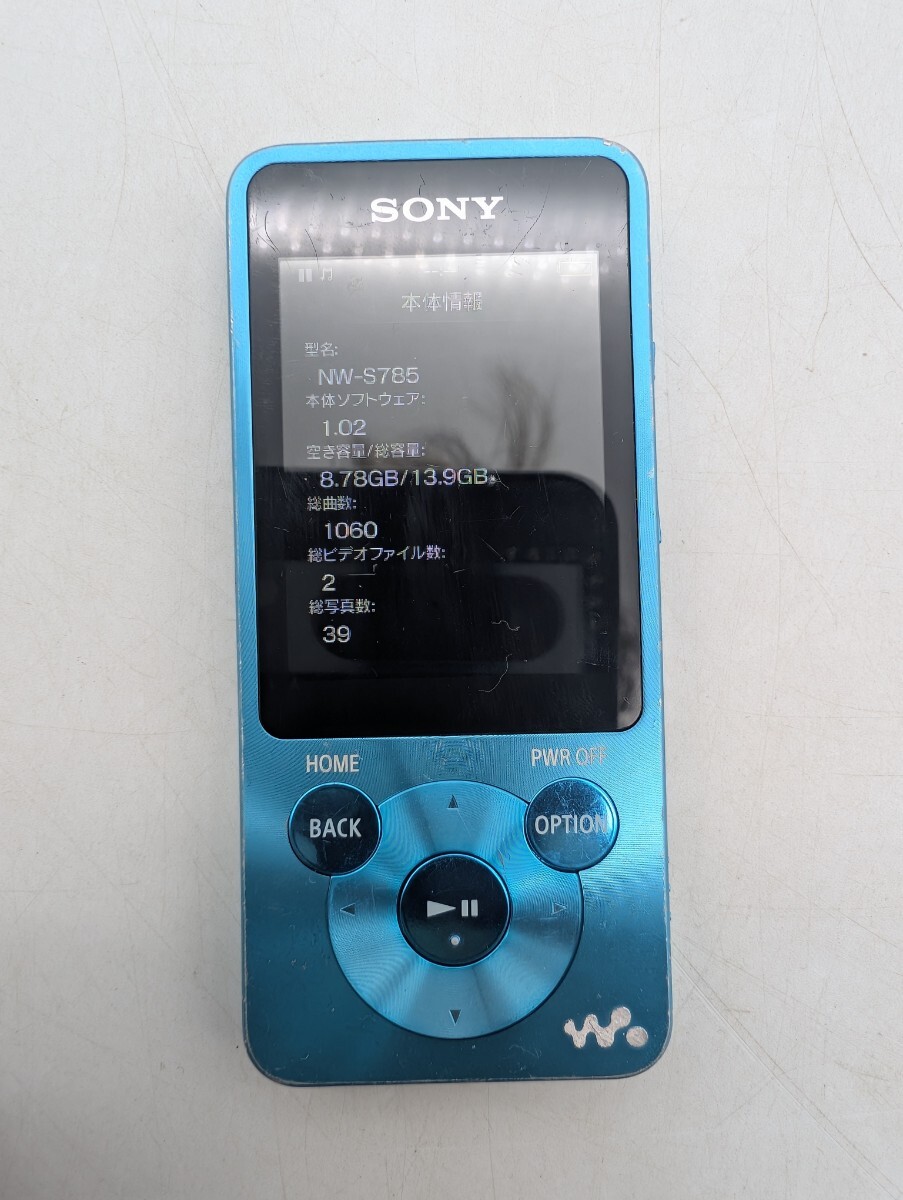 SONY
--:--
本体情報
型名:
NW-S785
本体ソフトウェア:
1.02
空き容量/総容量:
8.78GB/13.9GB
総曲数:
1060
総ビデオファイル数:
2
総写真数:
39
HOME
PWR OFF
BACK
OPTION